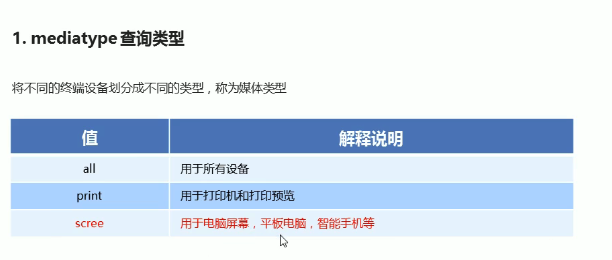 1. mediatype 查询类型
将不同的终端设备划分成不同的类型，称为媒体类型
值 解释说明
all 用于所有设备
print 用于打印机和打印预览
scree 用于电脑屏幕，平板电脑，智能手机等